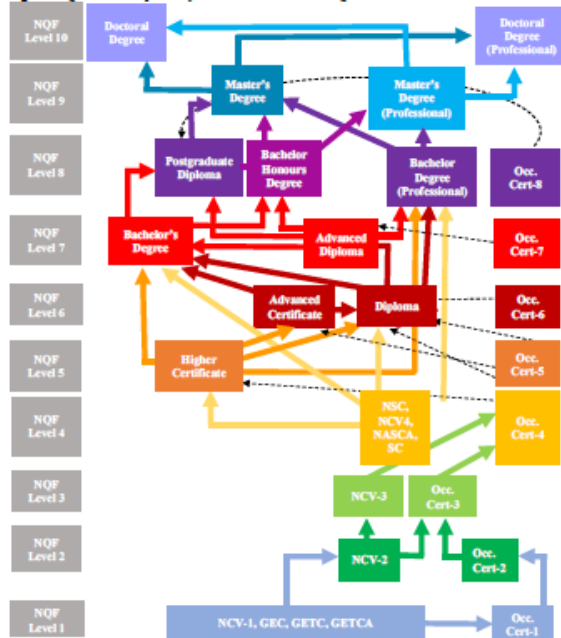 NQF
Level 10
Doctoral
Degree
Doctoral
Degree
(Professional)
NQF
Level 9
Master's
Degree
Master's
Degree
(Professional)
NQF
Level 8
Postgraduate
Diploma
Bachelor
Honours
Degree
Bachelor
Degree
(Professional)
Occ.
Cert-8
NQF
Level 7
Bachelor's
Degree
Advanced
Diploma
Occ.
Cert-7
NQF
Level 6
Advanced
Certificate
Diploma
Occ.
Cert-6
NQF
Level 5
Higher
Certificate
Occ.
Cert-5
NQF
Level 4
NSC,
NCV4,
NASCA,
SC
Occ.
Cert-4
NQF
Level 3
NCV-3
Occ.
Cert-3
NQF
Level 2
NCV-2
Occ.
Cert-2
NQF
Level 1
NCV-1, GEC, GETC, GETCA
Occ.
Cert-1